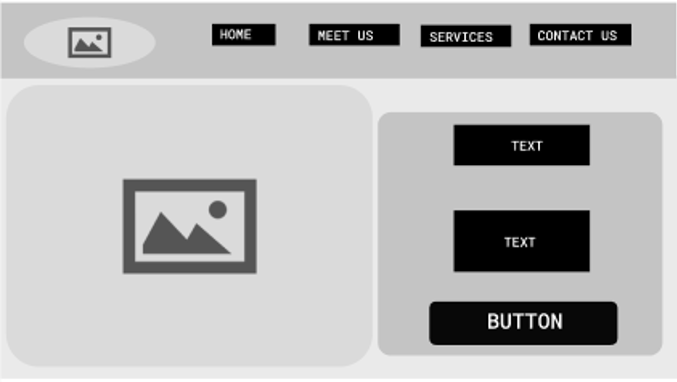 HOME
MEET US
SERVICES
CONTACT US
TEXT
TEXT
BUTTON